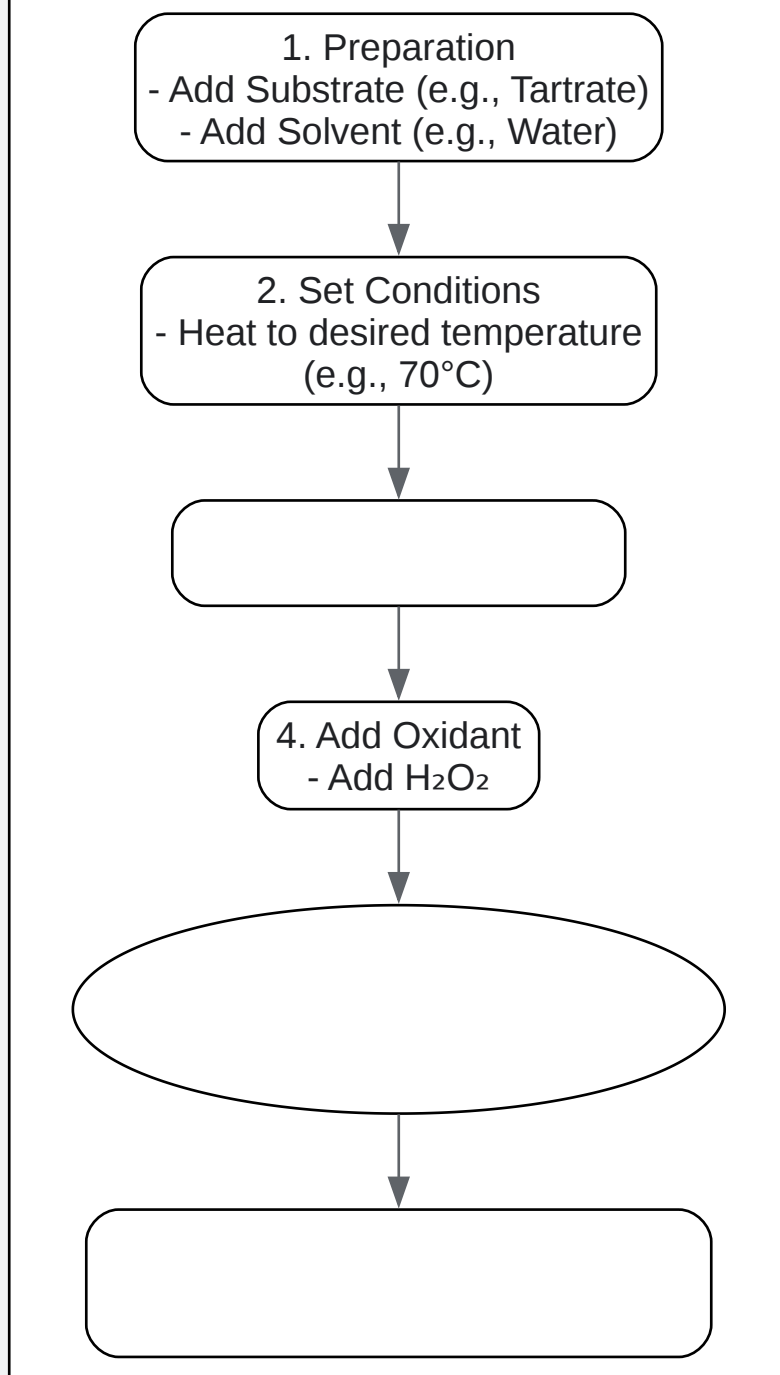 1. Preparation
- Add Substrate (e.g., Tartrate)
- Add Solvent (e.g., Water)
2. Set Conditions
- Heat to desired temperature
(e.g., 70°C)
4. Add Oxidant
- Add H₂O₂